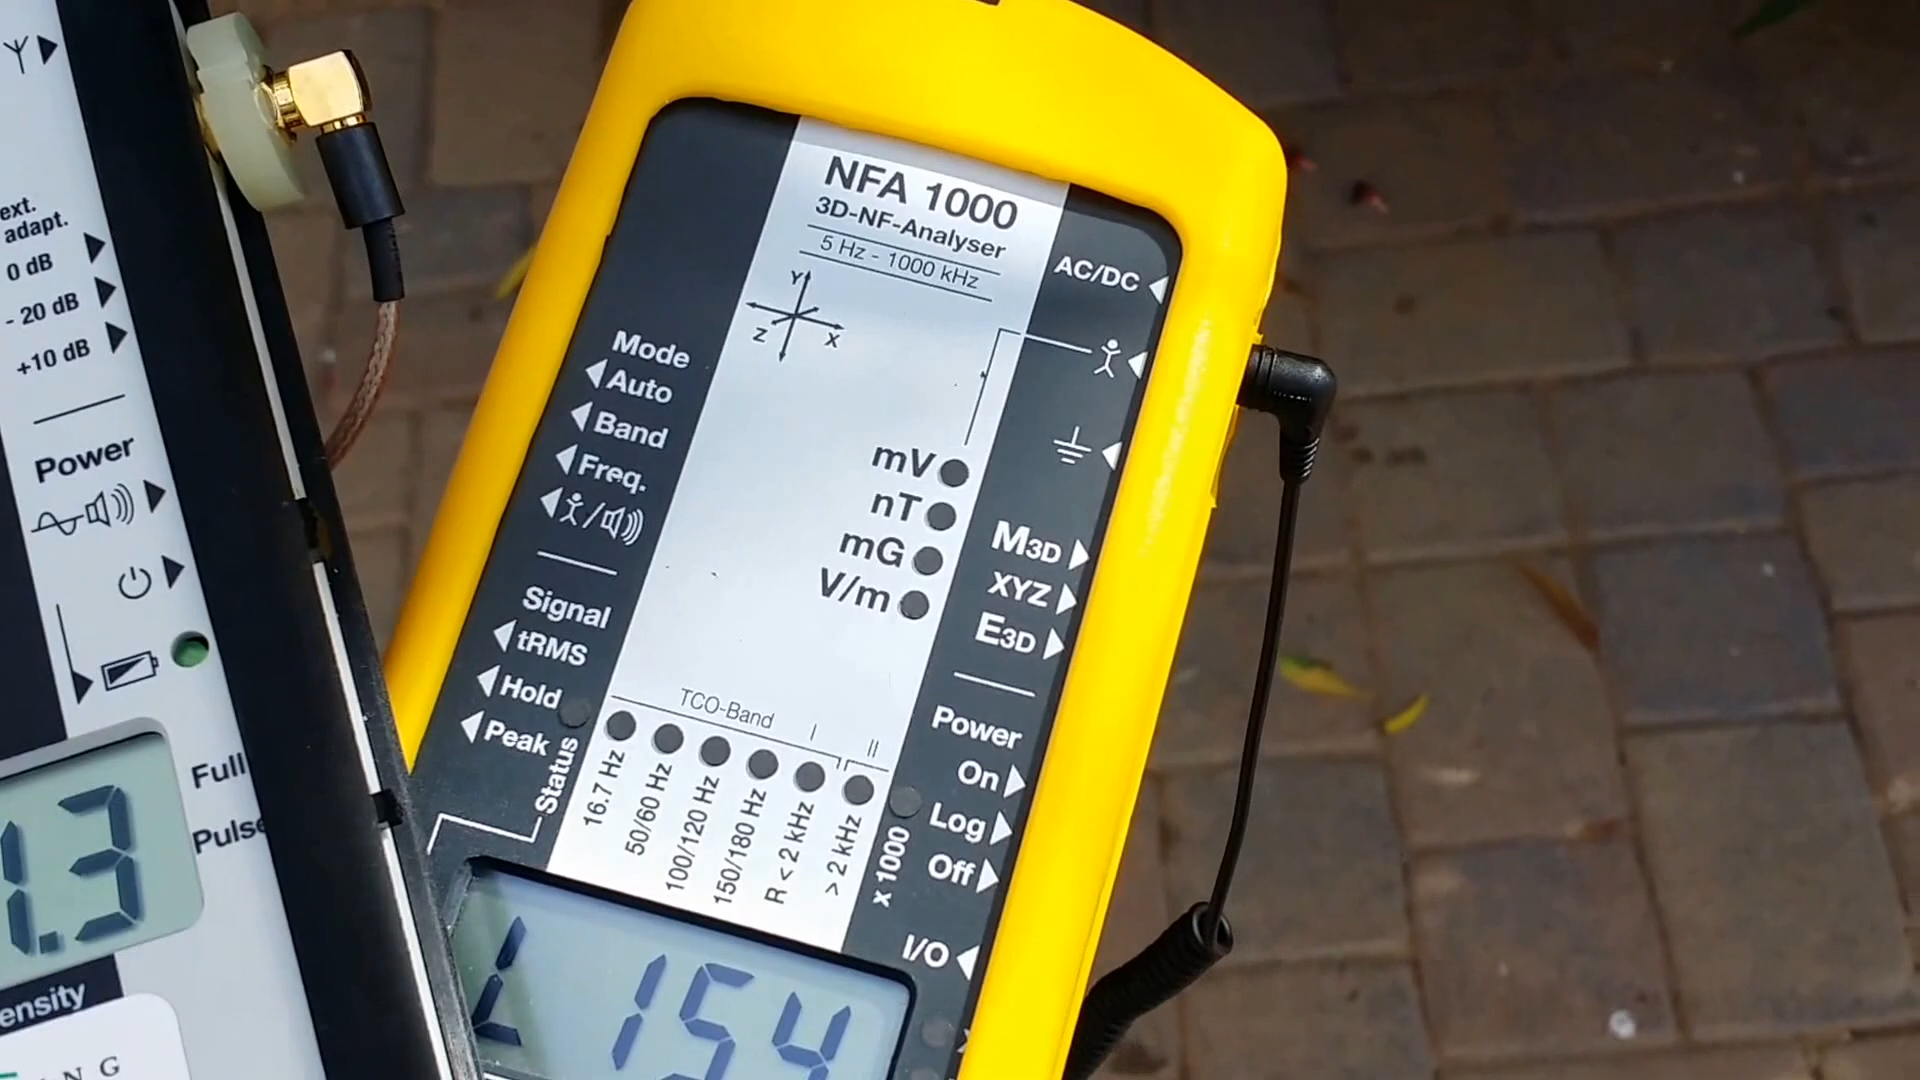 ext.
adapt.
0 dB
- 20 dB
+10 dB
Power
Full
Pulse
1.3
ensity
NG
NFA 1000
3D-NF-Analyser
5 Hz - 1000 kHz
Y
Z
X
AC/DC
Mode
Auto
Band
Freq.
Signal
tRMS
Hold
Peak
Status
mV
nT
mG
V/m
M3D
XYZ
E3D
Power
On
Log
Off
I/O
TCO-Band
I
II
16.7 Hz
50/60 Hz
100/120 Hz
150/180 Hz
R < 2 kHz
> 2 kHz
x 1000
L 154